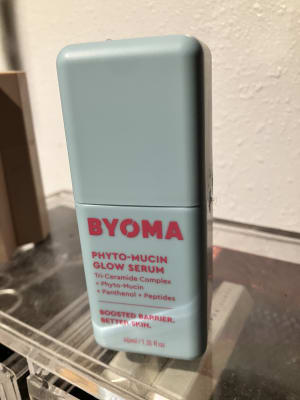 BYOMA
PHYTO-MUCIN
GLOW SERUM
Tri-Ceramide Complex
+ Phyto-Mucin
+ Panthenol + Peptides
BOOSTED BARRIER.
BETTER SKIN.